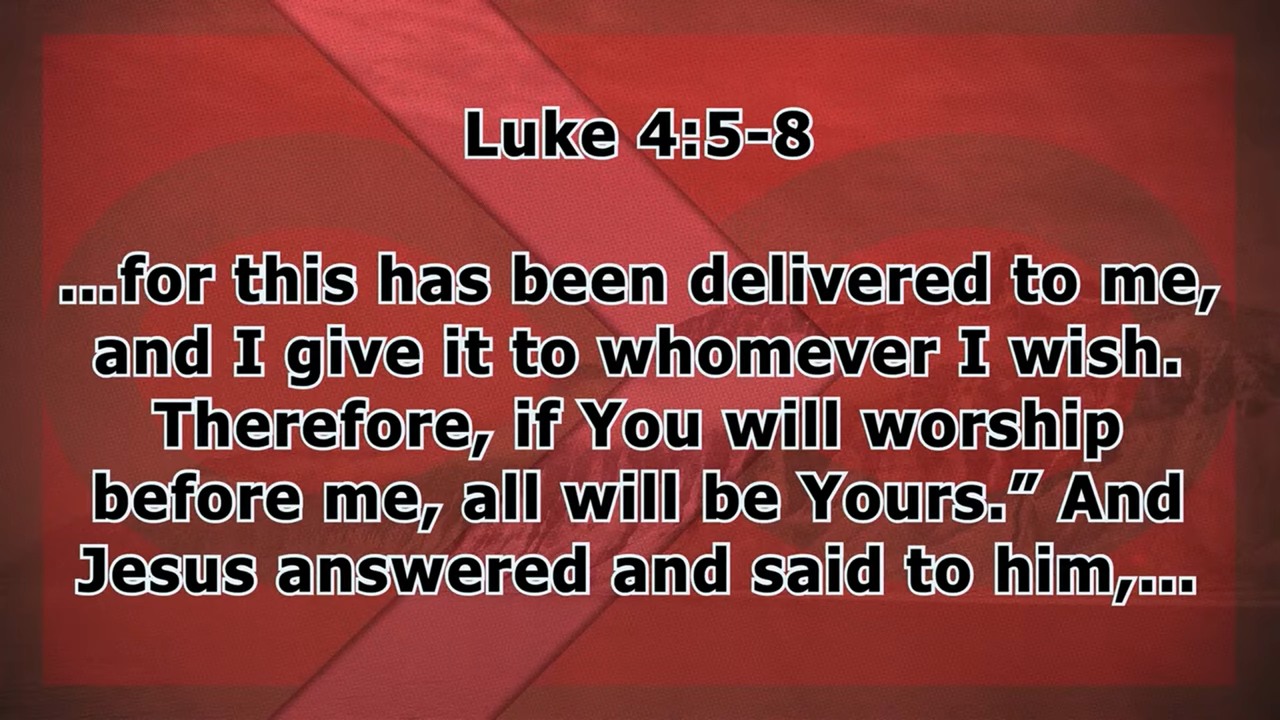 Luke 4:5-8
...for this has been delivered to me,
and I give it to whomever I wish.
Therefore, if You will worship
before me, all will be Yours.” And
Jesus answered and said to him,...